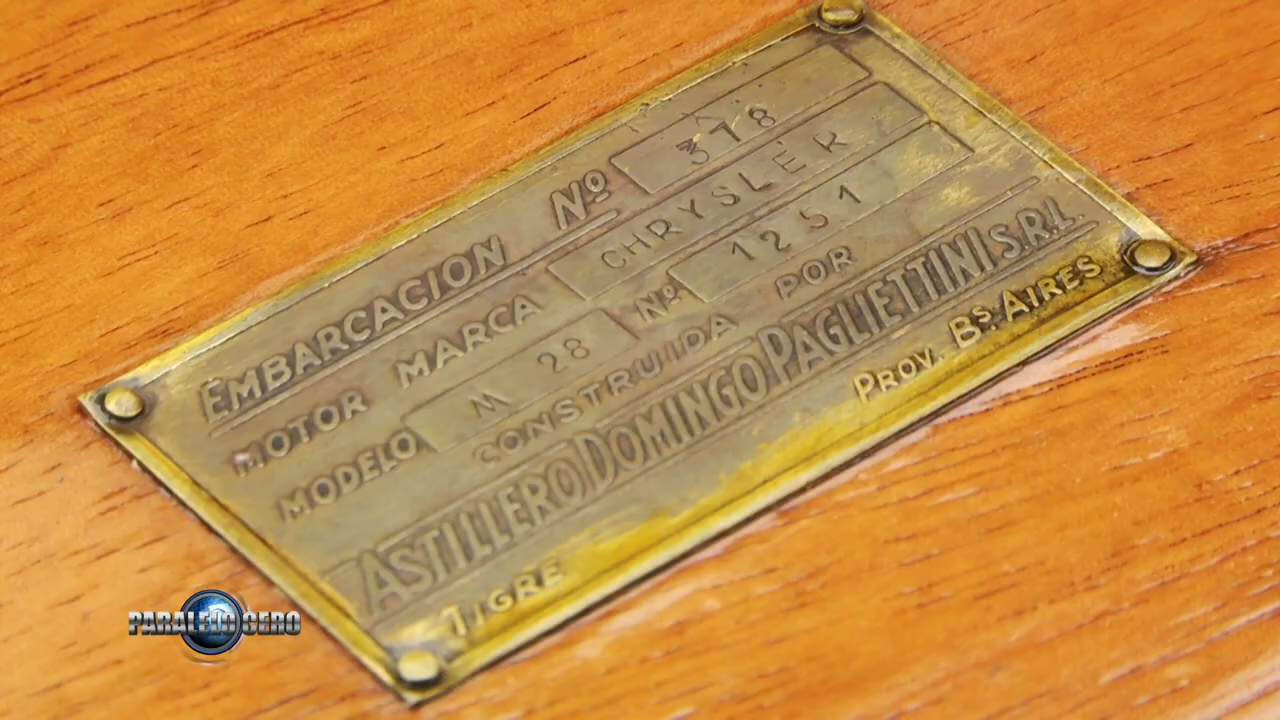 EMBARCACION Nº 378
MOTOR MARCA CHRYSLER
MODELO M 28 Nº 1251
CONSTRUIDA POR
ASTILLERO DOMINGO PAGLIETTINI S.R.L.
TIGRE PROV. Bs. AIRES
PARALELO CERO